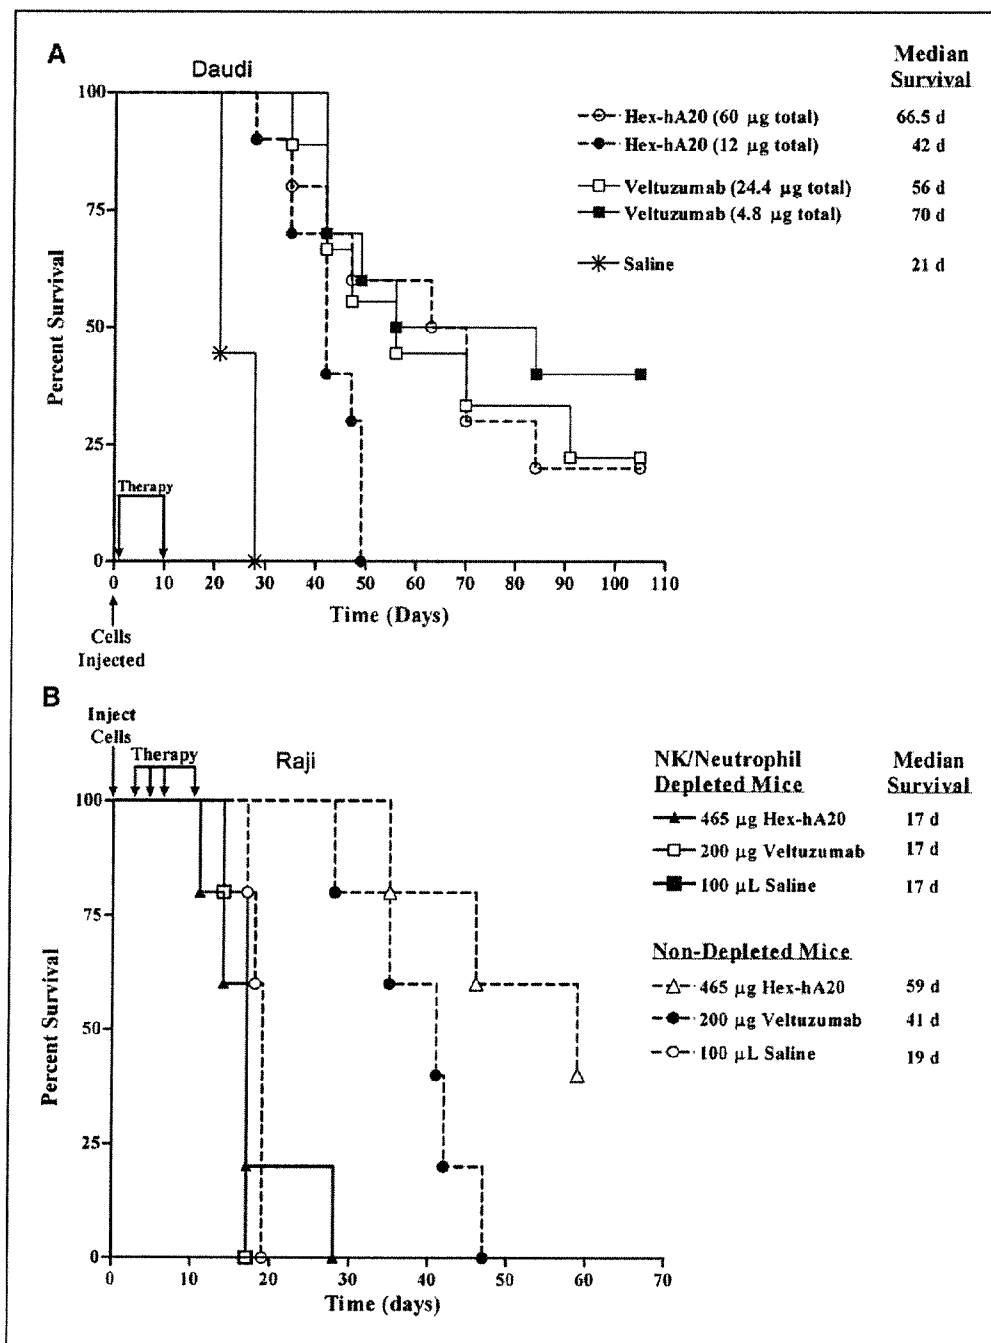 A
Daudi
Median
Survival
Hex-hA20 (60 µg total) 66.5 d
Hex-hA20 (12 µg total) 42 d
Veltuzumab (24.4 µg total) 56 d
Veltuzumab (4.8 µg total) 70 d
Saline 21 d
Percent Survival
100
75
50
25
0
Therapy
0 10 20 30 40 50 60 70 80 90 100 110
Time (Days)
Cells
Injected
B
Inject
Cells
Therapy
Raji
NK/Neutrophil
Depleted Mice
Median
Survival
465 µg Hex-hA20 17 d
200 µg Veltuzumab 17 d
100 µL Saline 17 d
Non-Depleted Mice
465 µg Hex-hA20 59 d
200 µg Veltuzumab 41 d
100 µL Saline 19 d
Percent Survival
100
75
50
25
0
0 10 20 30 40 50 60 70
Time (days)